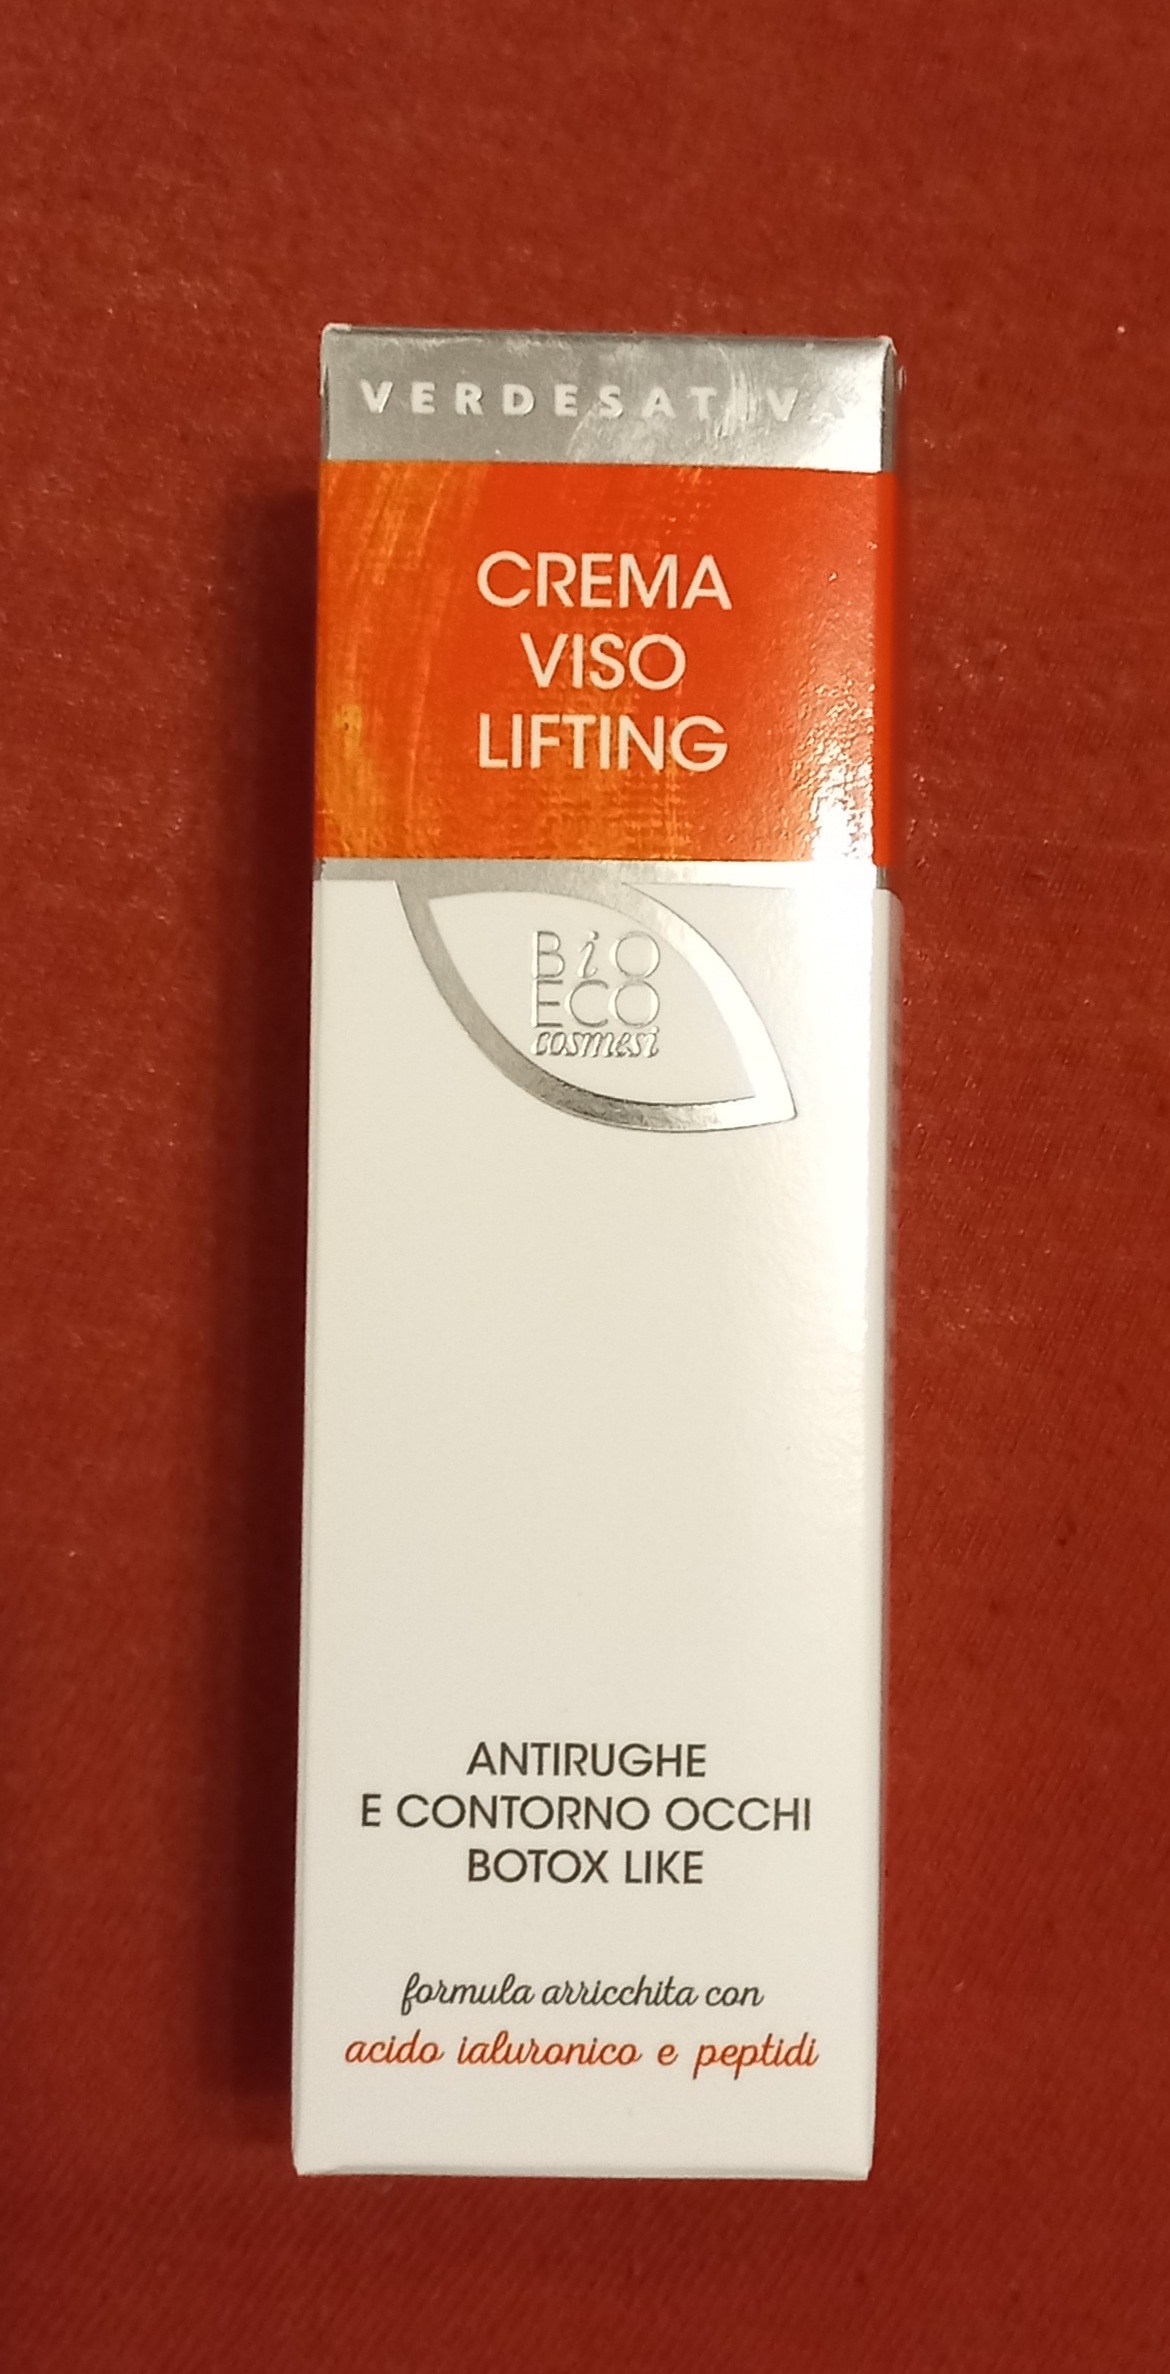 VERDESATIVA
CREMA
VISO
LIFTING
BiO
ECO
cosmesi
ANTIRUGHE
E CONTORNO OCCHI
BOTOX LIKE
formula arricchita con
acido ialuronico e peptidi